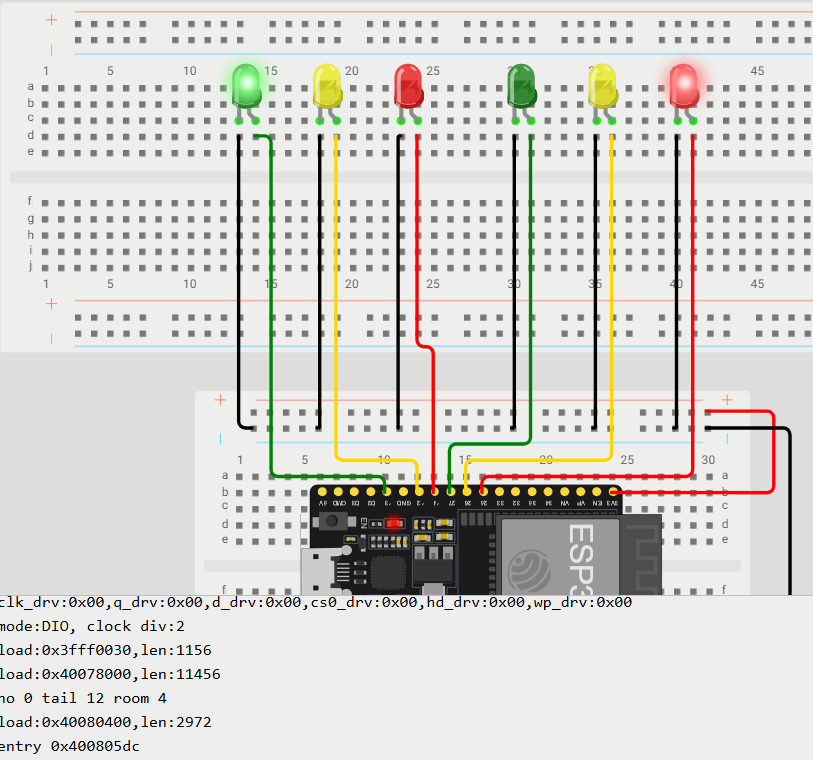 +
1 5 10 15 20 25 45
a
b
c
d
e
f
g
h
i
j
1 5 10 15 20 25 30 35 40 45
+
+ +
1 5 10 15 20 25 30
a a
b b
c c
d d
e e
EN
ESP3
f f
clk_drv:0x00,q_drv:0x00,d_drv:0x00,cs0_drv:0x00,hd_drv:0x00,wp_drv:0x00
mode:DIO, clock div:2
load:0x3fff0030,len:1156
load:0x40078000,len:11456
ho 0 tail 12 room 4
load:0x40080400,len:2972
entry 0x400805dc